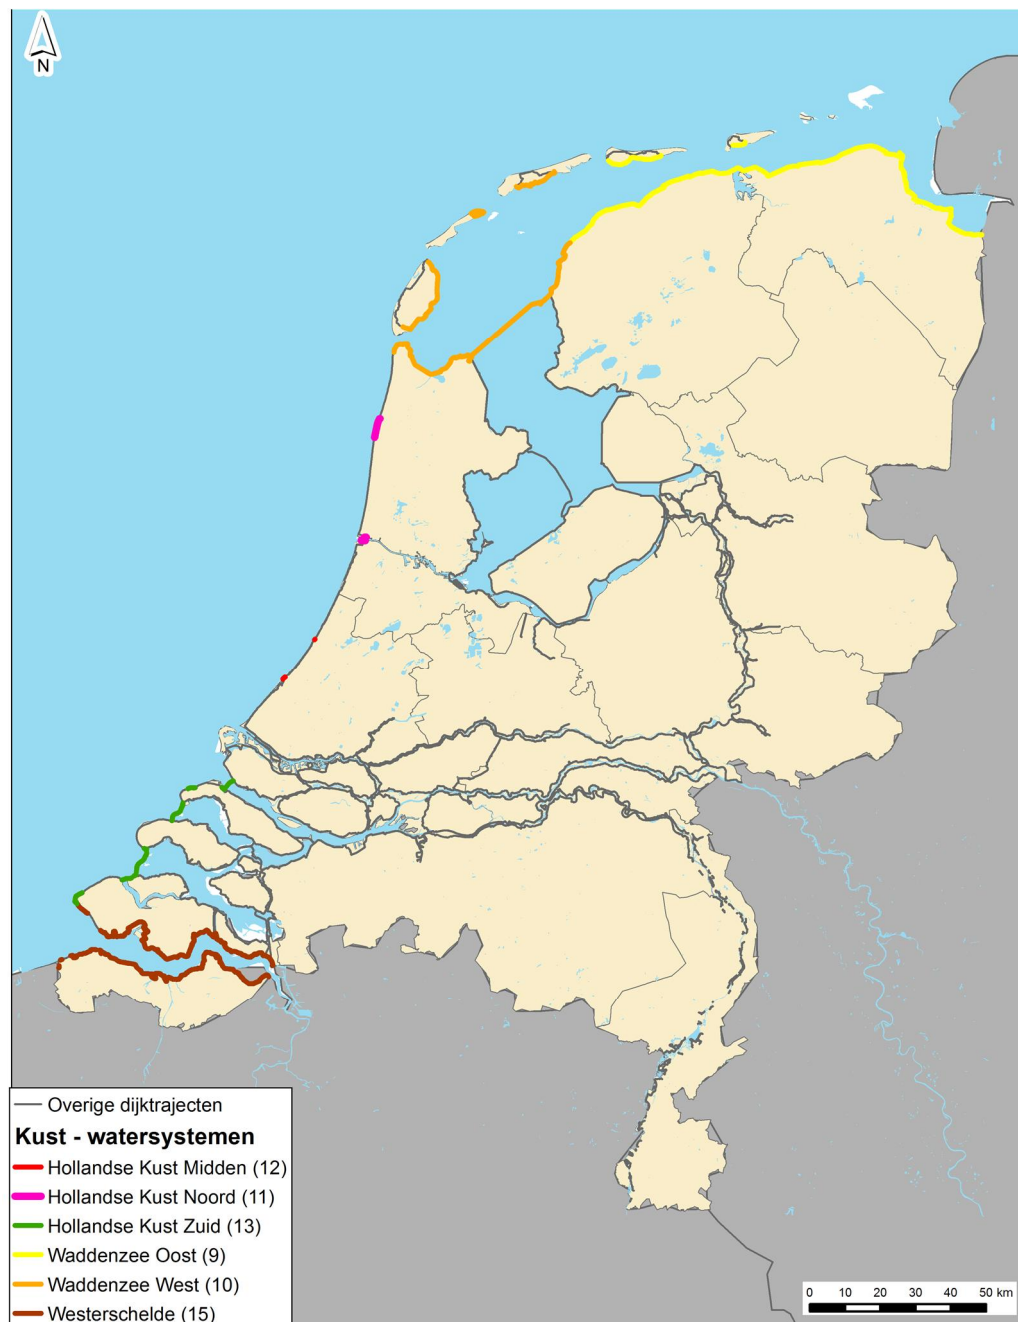 N
Overige dijktrajecten
Kust - watersystemen
Hollandse Kust Midden (12)
Hollandse Kust Noord (11)
Hollandse Kust Zuid (13)
Waddenzee Oost (9)
Waddenzee West (10)
Westerschelde (15)
0 10 20 30 40 50 km